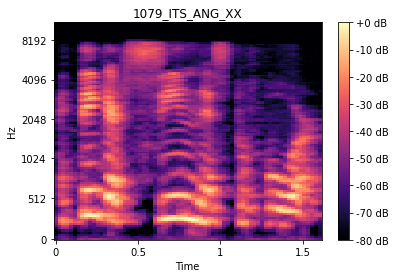 1079_ITS_ANG_XX
Hz
8192
4096
2048
1024
512
0
0
0.5
1
1.5
Time
+0 dB
-10 dB
-20 dB
-30 dB
-40 dB
-50 dB
-60 dB
-70 dB
-80 dB